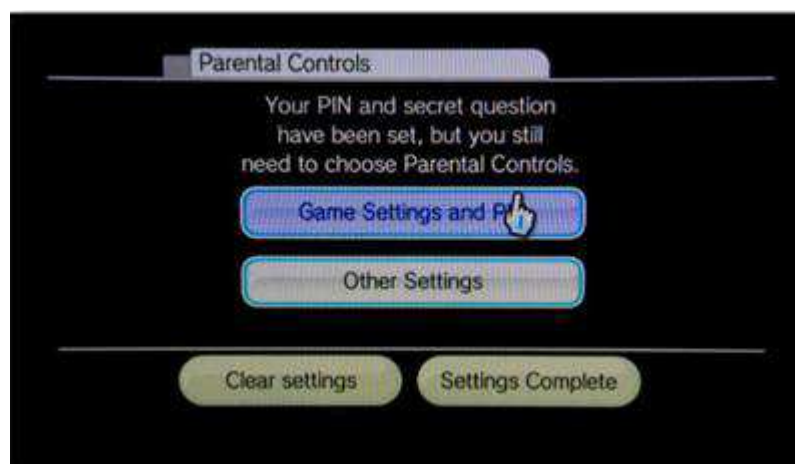 Parental Controls
Your PIN and secret question
have been set, but you still
need to choose Parental Controls.
Game Settings and
Other Settings
Clear settings
Settings Complete